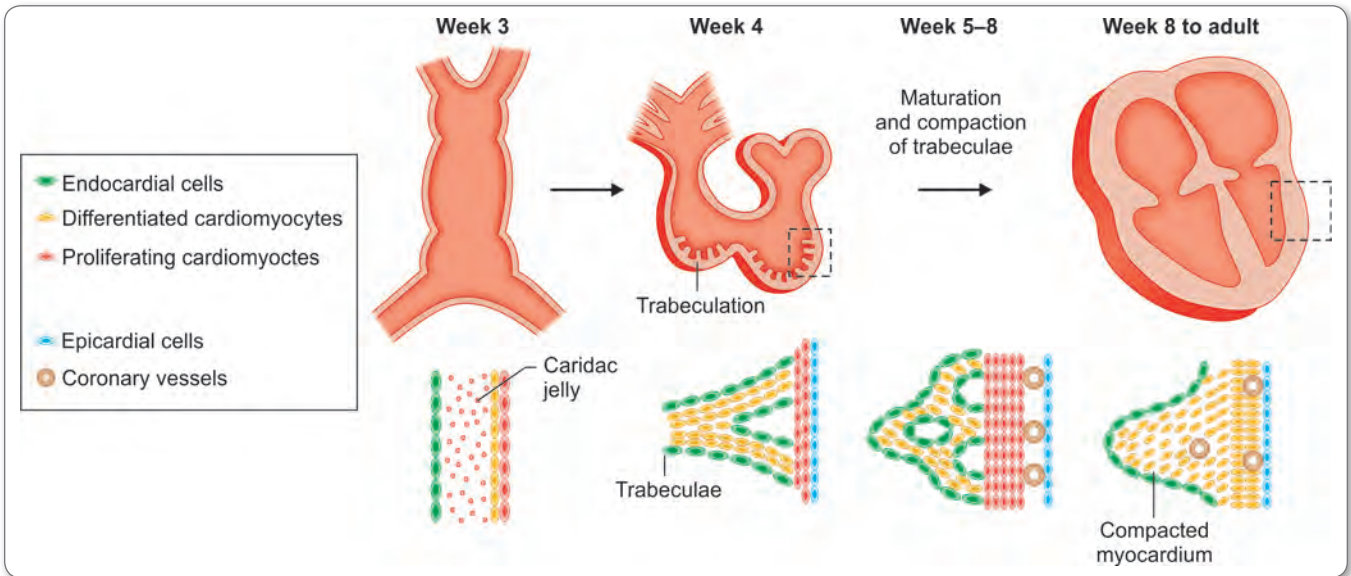 Week 3
Week 4
Week 5–8
Week 8 to adult
Maturation
and compaction
of trabeculae
Endocardial cells
Differentiated cardiomyocytes
Proliferating cardiomyoctes
Epicardial cells
Coronary vessels
Trabeculation
Caridac
jelly
Trabeculae
Compacted
myocardium